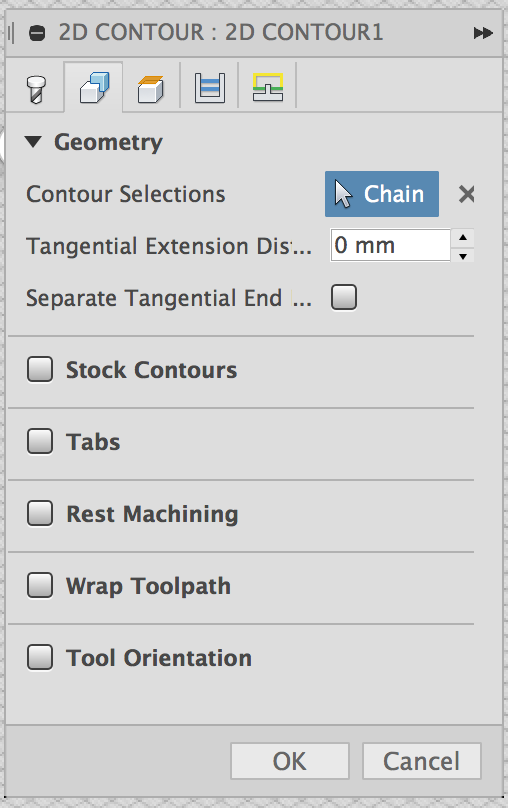 2D CONTOUR : 2D CONTOUR1
Geometry
Contour Selections Chain
Tangential Extension Dis... 0 mm
Separate Tangential End ...
Stock Contours
Tabs
Rest Machining
Wrap Toolpath
Tool Orientation
OK Cancel